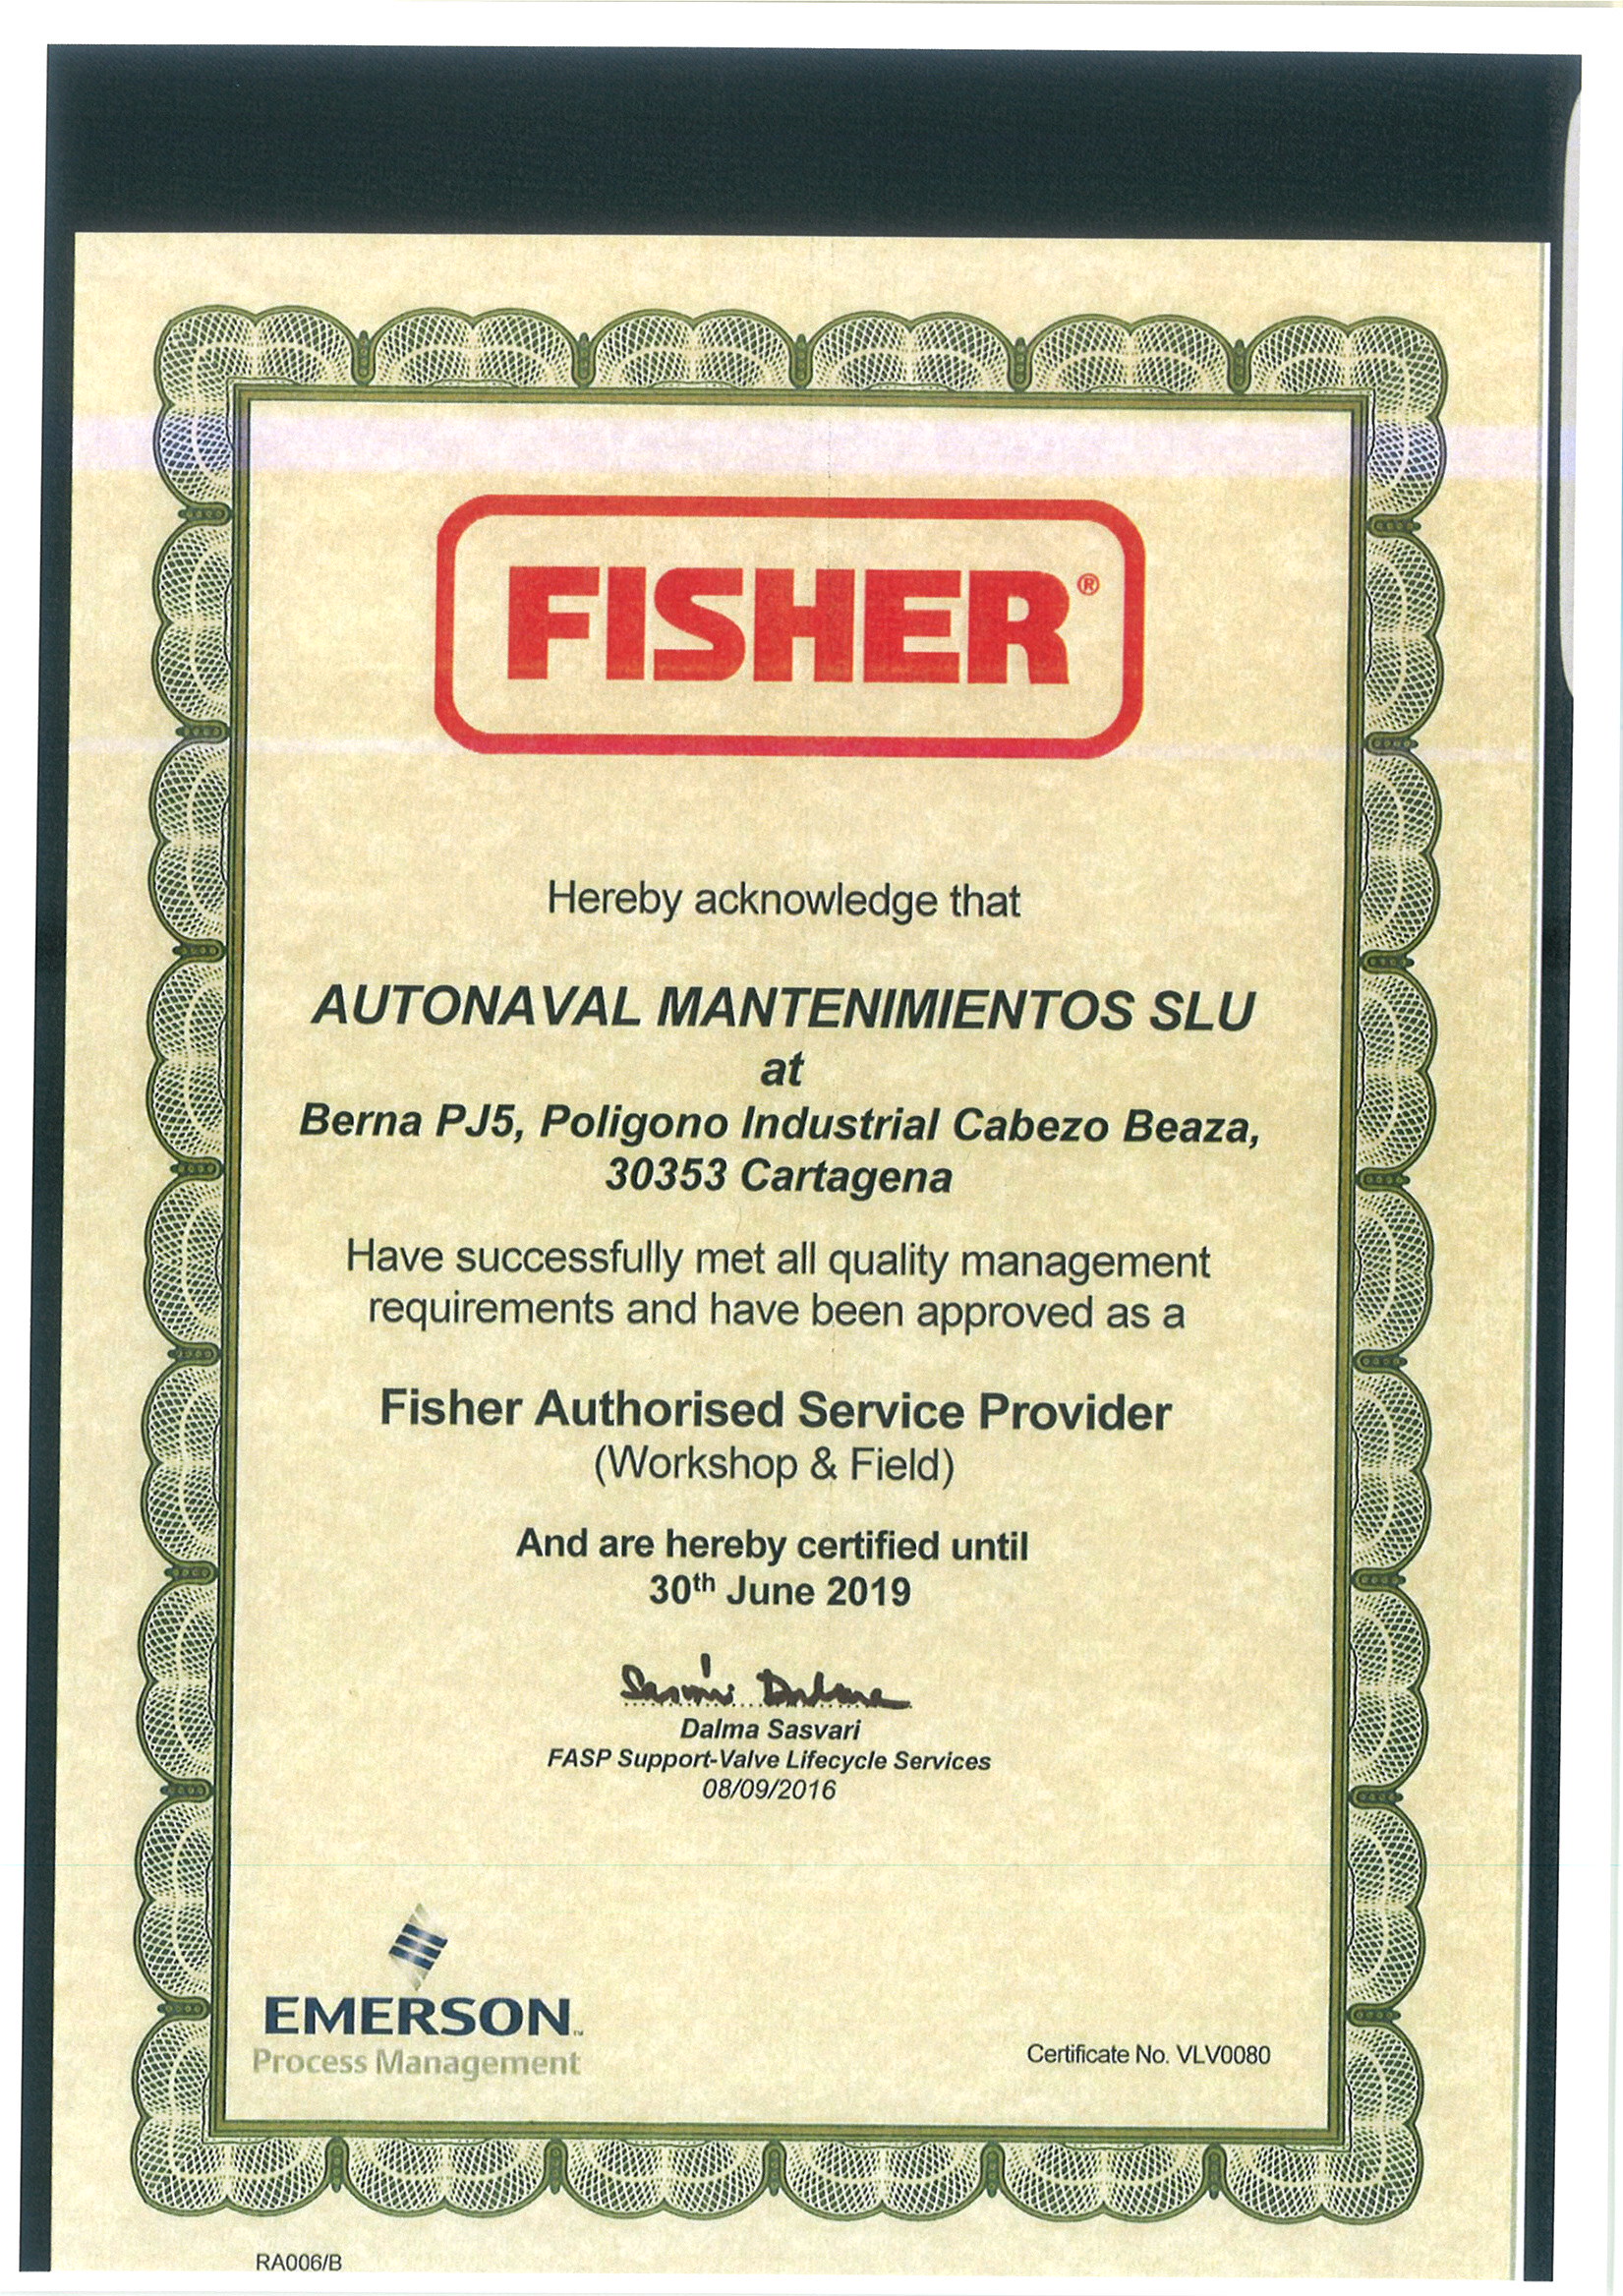 FISHER®
Hereby acknowledge that
AUTONAVAL MANTENIMIENTOS SLU
at
Berna PJ5, Poligono Industrial Cabezo Beaza,
30353 Cartagena
Have successfully met all quality management
requirements and have been approved as a
Fisher Authorised Service Provider
(Workshop & Field)
And are hereby certified until
30th June 2019
Sasvári Dalma
Dalma Sasvari
FASP Support-Valve Lifecycle Services
08/09/2016
EMERSON™
Process Management
Certificate No. VLV0080
RA006/B